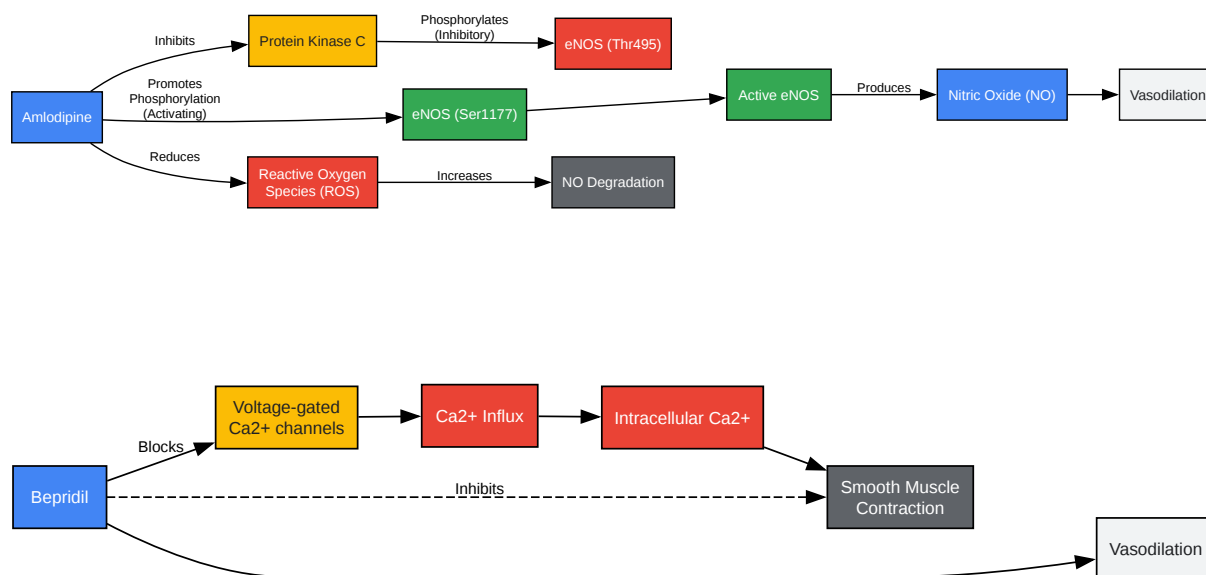 Inhibits
Protein Kinase C
Phosphorylates
(Inhibitory)
eNOS (Thr495)
Amlodipine
Promotes
Phosphorylation
(Activating)
eNOS (Ser1177)
Active eNOS
Produces
Nitric Oxide (NO)
Vasodilation
Reduces
Reactive Oxygen
Species (ROS)
Increases
NO Degradation
Bepridil
Blocks
Voltage-gated
Ca2+ channels
Ca2+ Influx
Intracellular Ca2+
Inhibits
Smooth Muscle
Contraction
Vasodilation